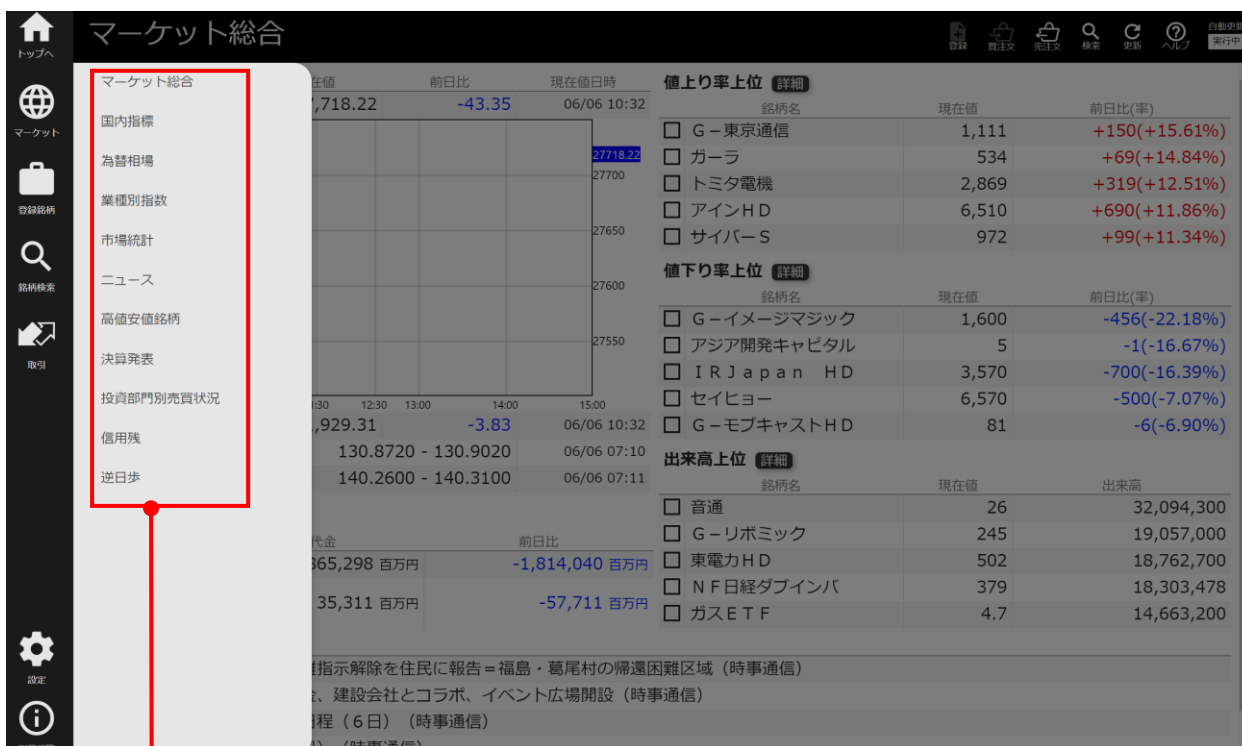 トップへ
マーケット総合
登録
買注文
売注文
検索
更新
ヘルプ
自動更新
実行中
マーケット
登録銘柄
銘柄検索
取引
設定
マーケット総合
国内指標
為替相場
業種別指数
市場統計
ニュース
高値安値銘柄
決算発表
投資部門別売買状況
信用残
逆日歩
在値 前日比 現在値日時
7,718.22 -43.35 06/06 10:32
27718.22
27700
27650
27600
27550
1:30 12:30 13:00 14:00 15:00
,929.31 -3.83 06/06 10:32
130.8720 - 130.9020 06/06 07:10
140.2600 - 140.3100 06/06 07:11
代金 前日比
365,298 百万円 -1,814,040 百万円
35,311 百万円 -57,711 百万円
値上り率上位 詳細
銘柄名 現在値 前日比(率)
G－東京通信 1,111 +150(+15.61%)
ガーラ 534 +69(+14.84%)
トミタ電機 2,869 +319(+12.51%)
アインHD 6,510 +690(+11.86%)
サイバーS 972 +99(+11.34%)
値下り率上位 詳細
銘柄名 現在値 前日比(率)
G－イメージマジック 1,600 -456(-22.18%)
アジア開発キャピタル 5 -1(-16.67%)
ＩＲＪａｐａｎ　ＨＤ 3,570 -700(-16.39%)
セイヒョー 6,570 -500(-7.07%)
G－モブキャストHD 81 -6(-6.90%)
出来高上位 詳細
銘柄名 現在値 出来高
音通 26 32,094,300
G－リボミック 245 19,057,000
東電力HD 502 18,762,700
NF日経ダブインバ 379 18,303,478
ガスETF 4.7 14,663,200
指示解除を住民に報告＝福島・葛尾村の帰還困難区域（時事通信）
、建設会社とコラボ、イベント広場開設（時事通信）
程（6日）（時事通信）
（時事通信）